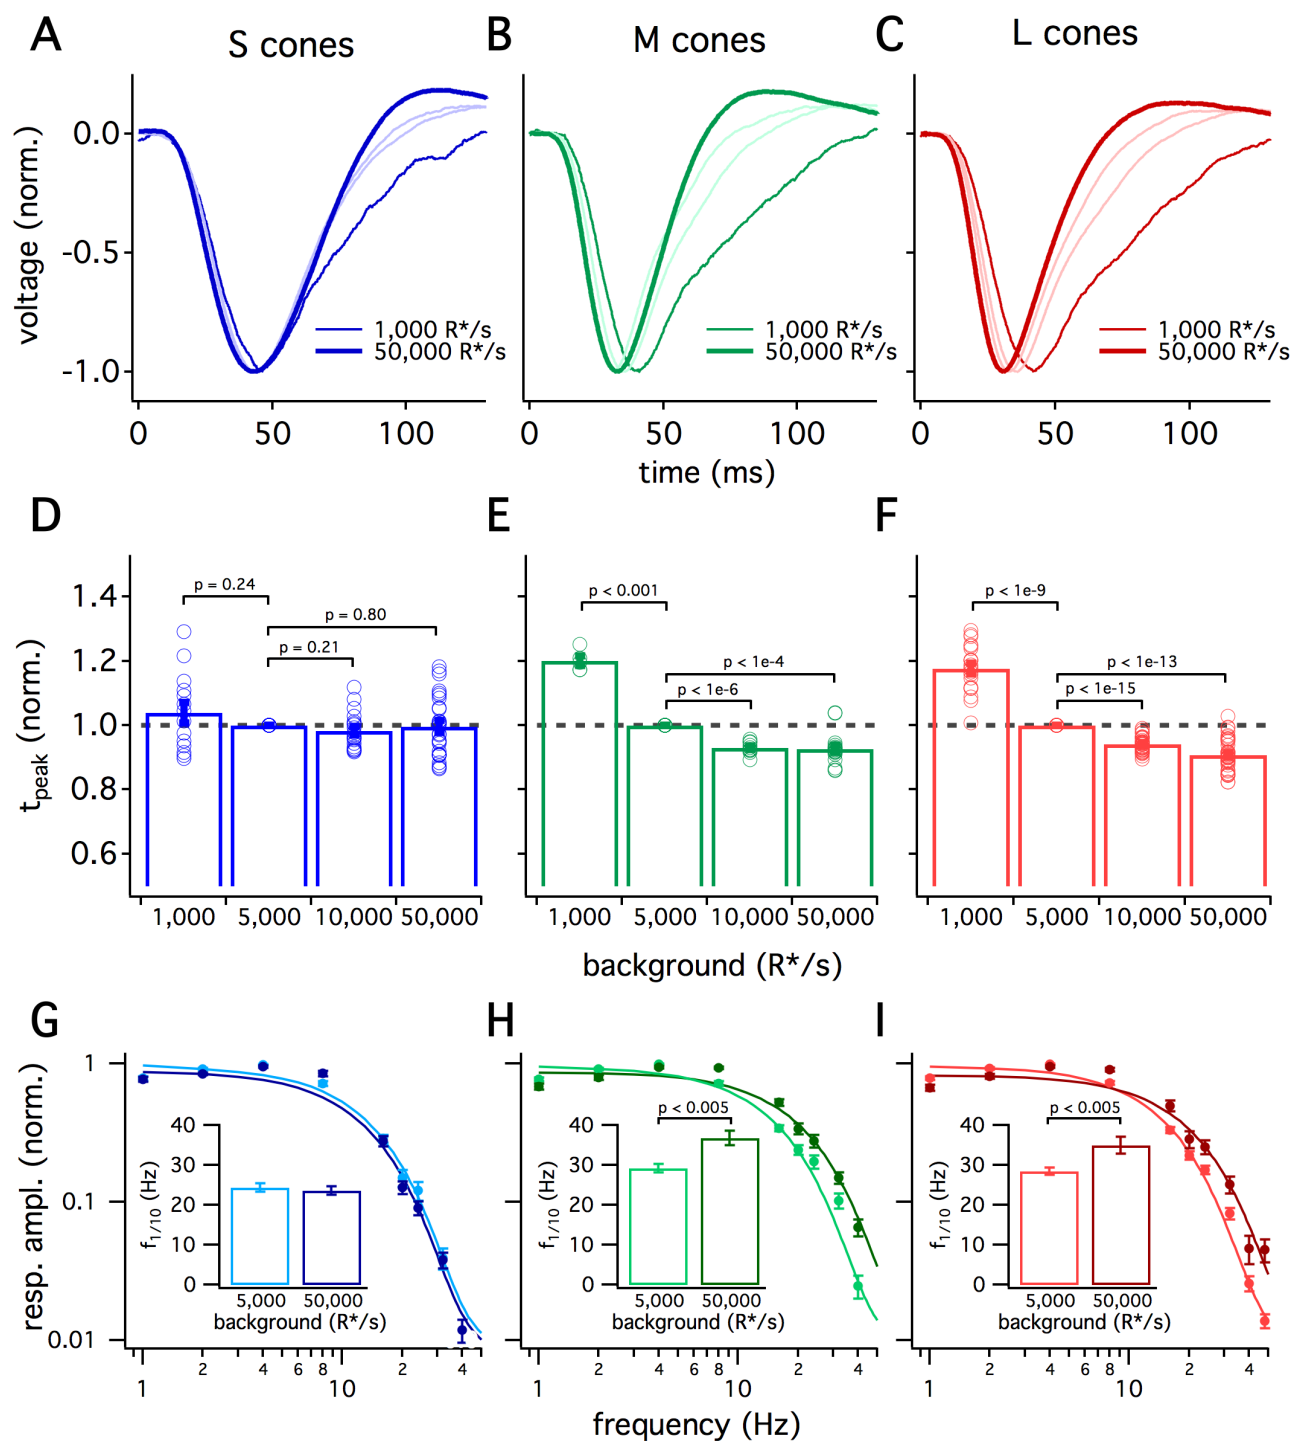 A
S cones
B
M cones
C
L cones
voltage (norm.)
0.0
-0.5
-1.0
1,000 R*/s
50,000 R*/s
1,000 R*/s
50,000 R*/s
1,000 R*/s
50,000 R*/s
0 50 100
0 50 100
0 50 100
time (ms)
D
E
F
tpeak (norm.)
1.4
1.2
1.0
0.8
0.6
p = 0.24
p = 0.80
p = 0.21
p < 0.001
p < 1e-4
p < 1e-6
p < 1e-9
p < 1e-13
p < 1e-15
1,000 5,000 10,000 50,000
1,000 5,000 10,000 50,000
1,000 5,000 10,000 50,000
background (R*/s)
G
H
I
resp. ampl. (norm.)
1
0.1
0.01
f1/10 (Hz)
40
30
20
10
0
5,000 50,000
background (R*/s)
p < 0.005
f1/10 (Hz)
40
30
20
10
0
5,000 50,000
background (R*/s)
p < 0.005
f1/10 (Hz)
40
30
20
10
0
5,000 50,000
background (R*/s)
1 2 4 6 8 10 2 4
1 2 4 6 8 10 2 4
1 2 4 6 8 10 2 4
frequency (Hz)